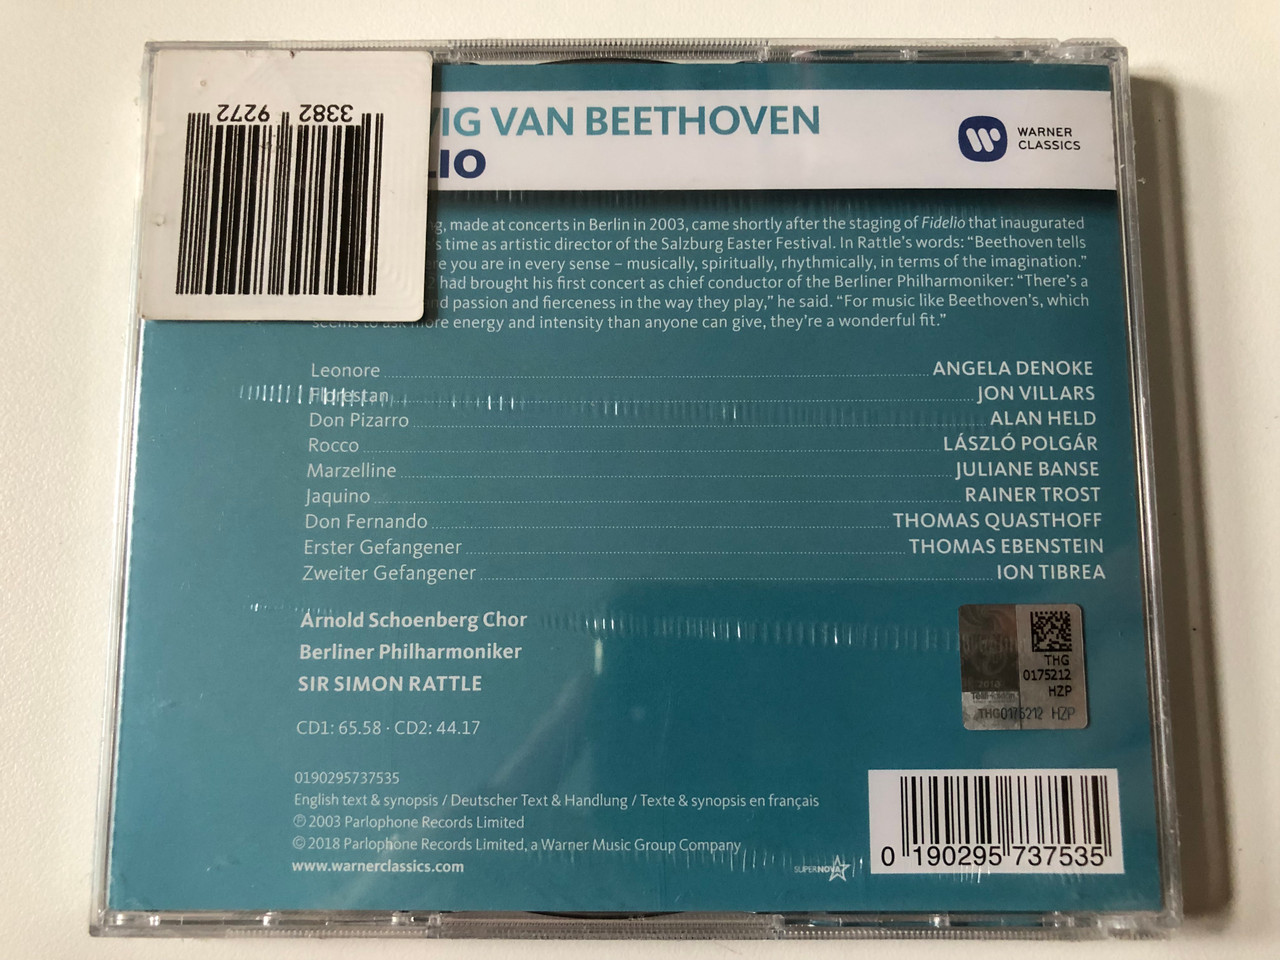 3382 9272
VIG VAN BEETHOVEN
LIO
WARNER
CLASSICS
made at concerts in Berlin in 2003, came shortly after the staging of Fidelio that inaugurated
time as artistic director of the Salzburg Easter Festival. In Rattle's words: “Beethoven tells
you are in every sense – musically, spiritually, rhythmically, in terms of the imagination.”
had brought his first concert as chief conductor of the Berliner Philharmoniker: “There's a
passion and fierceness in the way they play,” he said. “For music like Beethoven's, which
seems to ask more energy and intensity than anyone can give, they're a wonderful fit.”
Leonore ANGELA DENOKE
Florestan JON VILLARS
Don Pizarro ALAN HELD
Rocco LÁSZLÓ POLGÁR
Marzelline JULIANE BANSE
Jaquino RAINER TROST
Don Fernando THOMAS QUASTHOFF
Erster Gefangener THOMAS EBENSTEIN
Zweiter Gefangener ION TIBREA
Arnold Schoenberg Chor
Berliner Philharmoniker
SIR SIMON RATTLE
CD1: 65.58 · CD2: 44.17
THG
0175212
HZP
2010
THG0175212 HZP
0190295737535
English text & synopsis / Deutscher Text & Handlung / Texte & synopsis en français
℗ 2003 Parlophone Records Limited
© 2018 Parlophone Records Limited, a Warner Music Group Company
www.warnerclassics.com
SUPERNOVA
0 190295 737535